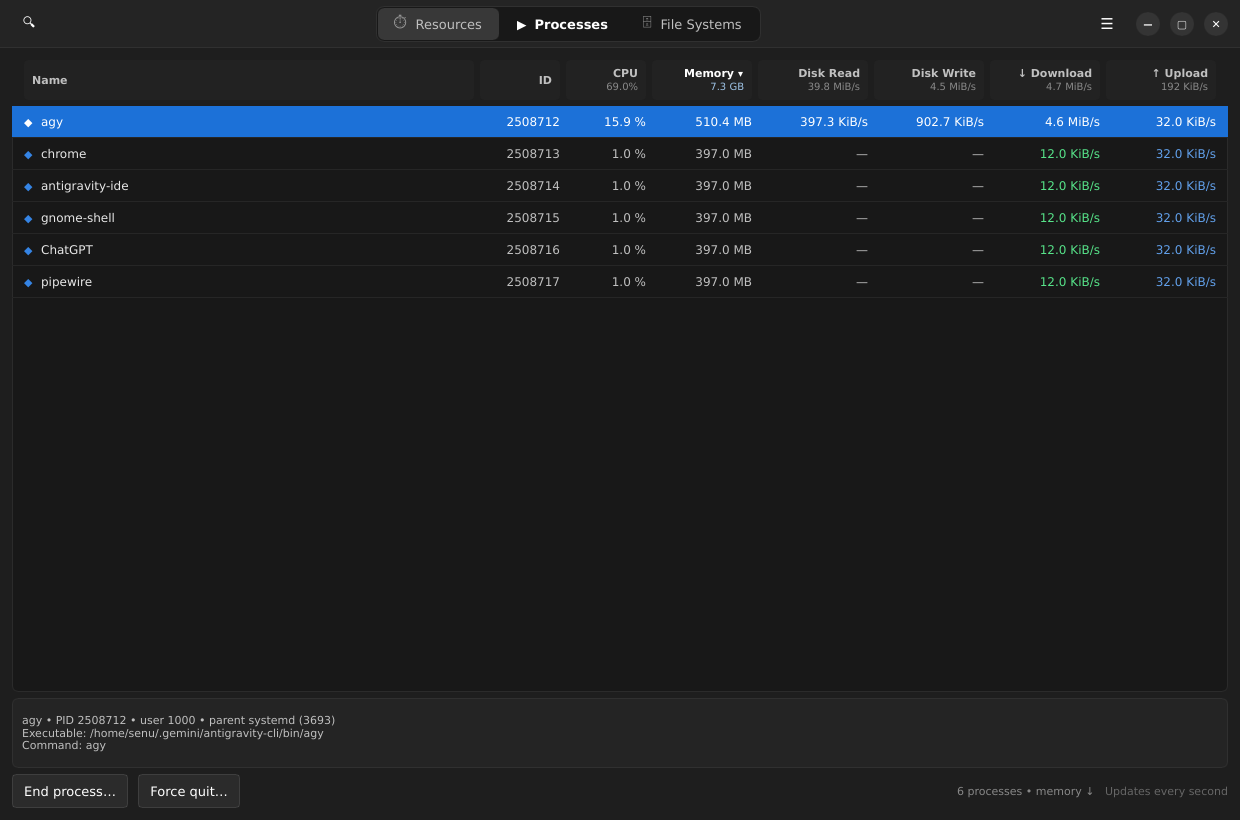 Resources
Processes
File Systems
Name ID CPU Memory ▾ Disk Read Disk Write ↓ Download ↑ Upload
69.0% 7.3 GB 39.8 MiB/s 4.5 MiB/s 4.7 MiB/s 192 KiB/s
agy 2508712 15.9 % 510.4 MB 397.3 KiB/s 902.7 KiB/s 4.6 MiB/s 32.0 KiB/s
chrome 2508713 1.0 % 397.0 MB — — 12.0 KiB/s 32.0 KiB/s
antigravity-ide 2508714 1.0 % 397.0 MB — — 12.0 KiB/s 32.0 KiB/s
gnome-shell 2508715 1.0 % 397.0 MB — — 12.0 KiB/s 32.0 KiB/s
ChatGPT 2508716 1.0 % 397.0 MB — — 12.0 KiB/s 32.0 KiB/s
pipewire 2508717 1.0 % 397.0 MB — — 12.0 KiB/s 32.0 KiB/s
agy • PID 2508712 • user 1000 • parent systemd (3693)
Executable: /home/senu/.gemini/antigravity-cli/bin/agy
Command: agy
End process…
Force quit…
6 processes • memory ↓
Updates every second